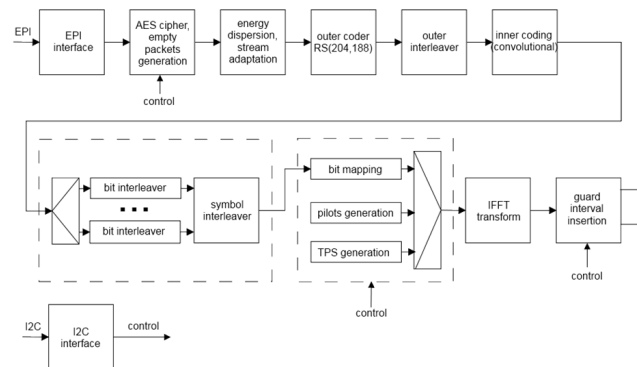 EPI
EPI
interface
AES cipher,
empty
packets
generation
control
energy
dispersion,
stream
adaptation
outer coder
RS(204,188)
outer
interleaver
inner coding
(convolutional)
bit interleaver
bit interleaver
symbol
interleaver
bit mapping
pilots generation
TPS generation
control
IFFT
transform
guard
interval
insertion
control
I2C
I2C
interface
control